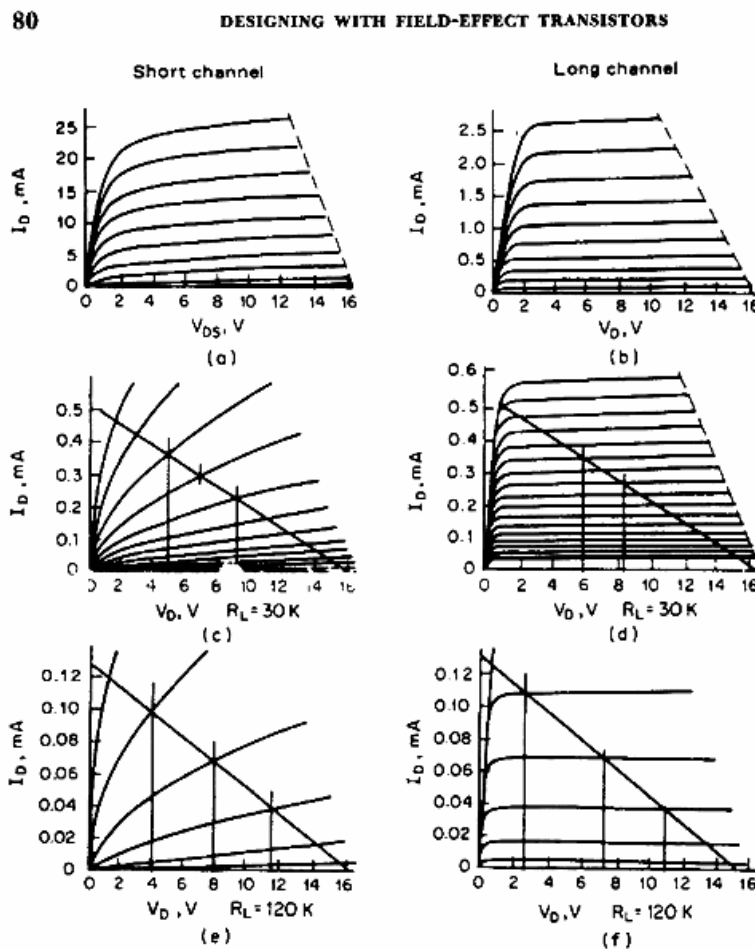 80 DESIGNING WITH FIELD-EFFECT TRANSISTORS
Short channel
Long channel
I_D, mA
25
20
15
10
5
0
0 2 4 6 8 10 12 14 16
V_DS, V
(a)
I_D, mA
2.5
2.0
1.5
1.0
0.5
0
0 2 4 6 8 10 12 14 16
V_D, V
(b)
I_D, mA
0.5
0.4
0.3
0.2
0.1
0
0 2 4 6 8 10 12 14 16
V_D, V R_L = 30 K
(c)
I_D, mA
0.6
0.5
0.4
0.3
0.2
0.1
0
0 2 4 6 8 10 12 14 16
V_D, V R_L = 30 K
(d)
I_D, mA
0.12
0.10
0.08
0.06
0.04
0.02
0
0 2 4 6 8 10 12 14 16
V_D, V R_L = 120 K
(e)
I_D, mA
0.12
0.10
0.08
0.06
0.04
0.02
0
0 2 4 6 8 10 12 14 16
V_D, V R_L = 120 K
(f)